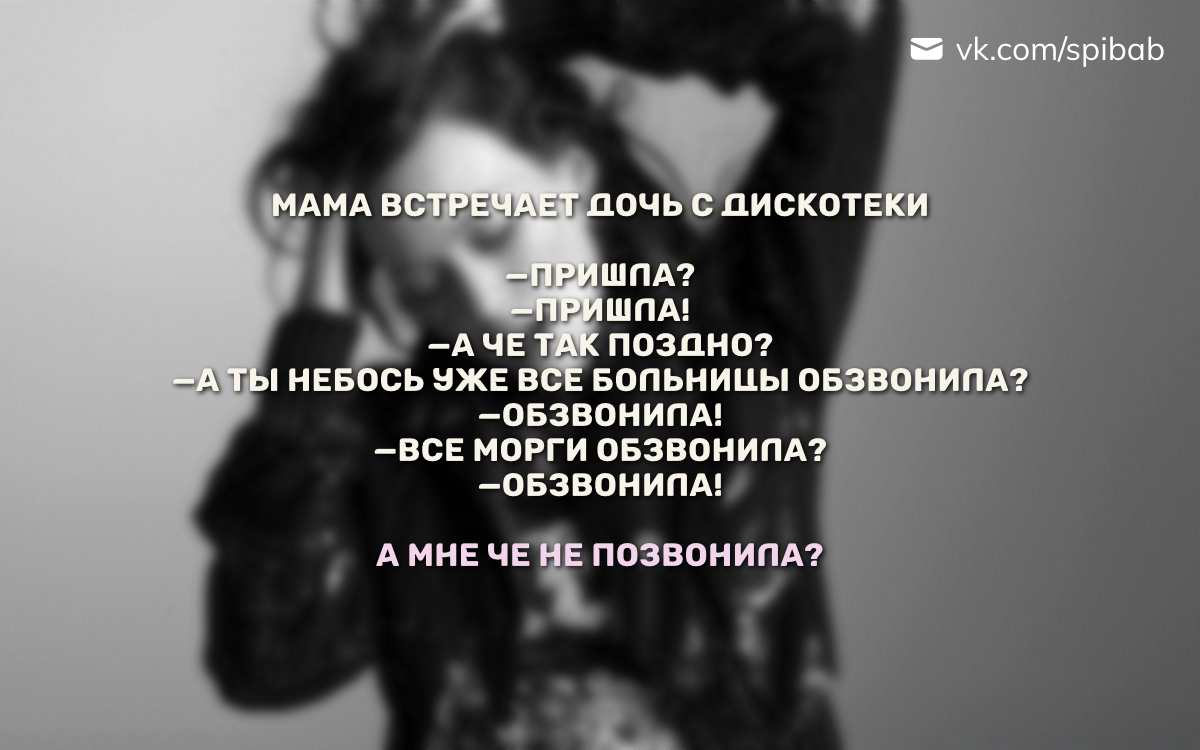 vk.com/spibab
МАМА ВСТРЕЧАЕТ ДОЧЬ С ДИСКОТЕКИ
—ПРИШЛА?
—ПРИШЛА!
—А ЧЕ ТАК ПОЗДНО?
—А ТЫ НЕБОСЬ УЖЕ ВСЕ БОЛЬНИЦЫ ОБЗВОНИЛА?
—ОБЗВОНИЛА!
—ВСЕ МОРГИ ОБЗВОНИЛА?
—ОБЗВОНИЛА!
А МНЕ ЧЕ НЕ ПОЗВОНИЛА?